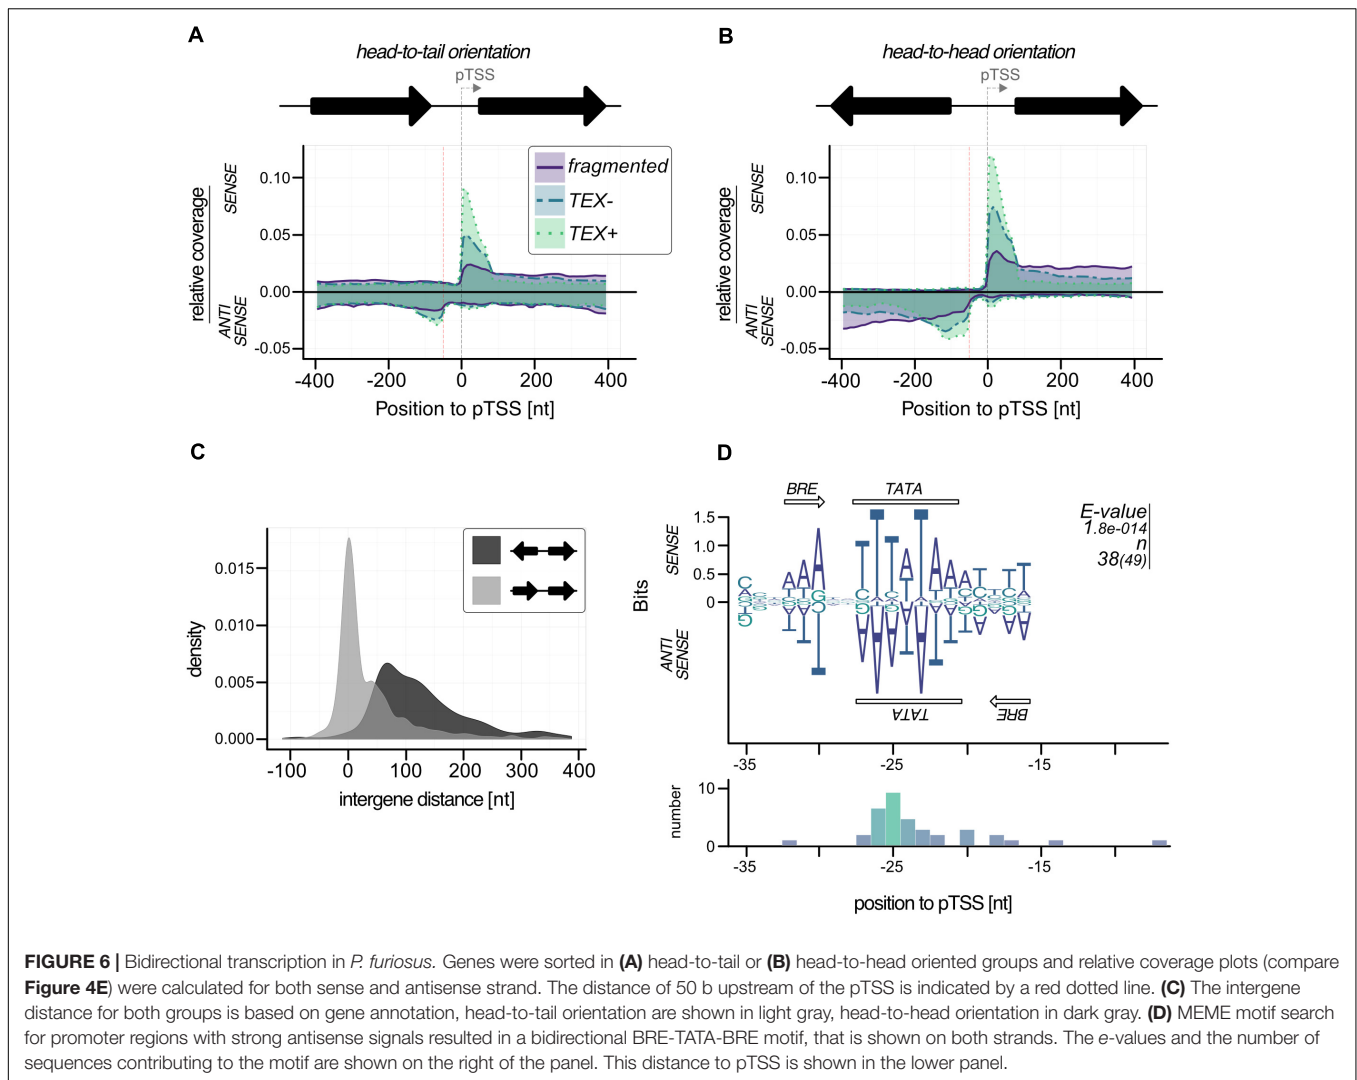 A
head-to-tail orientation
pTSS
SENSE
relative coverage
ANTI
SENSE
0.10
0.05
0.00
-0.05
fragmented
TEX-
TEX+
-400 -200 0 200 400
Position to pTSS [nt]
B
head-to-head orientation
pTSS
SENSE
relative coverage
ANTI
SENSE
0.10
0.05
0.00
-0.05
-400 -200 0 200 400
Position to pTSS [nt]
C
density
0.015
0.010
0.005
0.000
-100 0 100 200 300 400
intergene distance [nt]
D
BRE TATA
E-value
1.8e-014
n
38(49)
Bits
SENSE
ANTI
SENSE
1.5
1.0
0.5
0
TATA BRE
-35 -25 -15
number
10
0
-35 -25 -15
position to pTSS [nt]
FIGURE 6 | Bidirectional transcription in P. furiosus. Genes were sorted in (A) head-to-tail or (B) head-to-head oriented groups and relative coverage plots (compare
Figure 4E) were calculated for both sense and antisense strand. The distance of 50 b upstream of the pTSS is indicated by a red dotted line. (C) The intergene
distance for both groups is based on gene annotation, head-to-tail orientation are shown in light gray, head-to-head orientation in dark gray. (D) MEME motif search
for promoter regions with strong antisense signals resulted in a bidirectional BRE-TATA-BRE motif, that is shown on both strands. The e-values and the number of
sequences contributing to the motif are shown on the right of the panel. This distance to pTSS is shown in the lower panel.